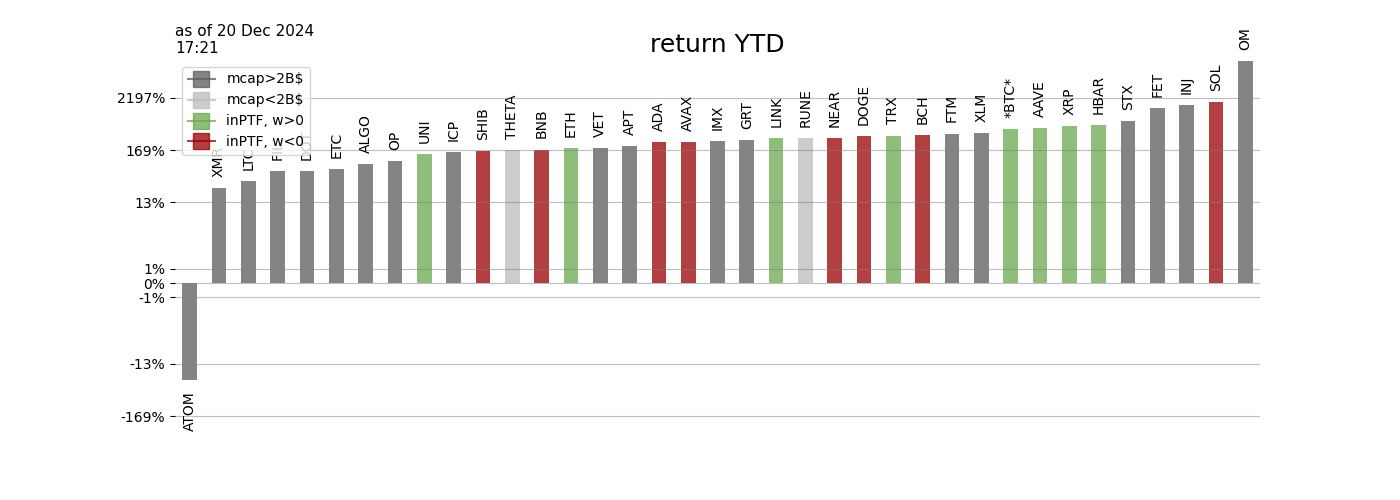 as of 20 Dec 2024
17:21
return YTD
mcap>2B$
mcap<2B$
inPTF, w>0
inPTF, w<0
2197%
169%
13%
1%
0%
-1%
-13%
-169%
ATOM
XMR
LTC
FIL
DOT
ETC
ALGO
OP
UNI
ICP
SHIB
THETA
BNB
ETH
VET
APT
ADA
AVAX
IMX
GRT
LINK
RUNE
NEAR
DOGE
TRX
BCH
FTM
XLM
*BTC*
AAVE
XRP
HBAR
STX
FET
INJ
SOL
OM